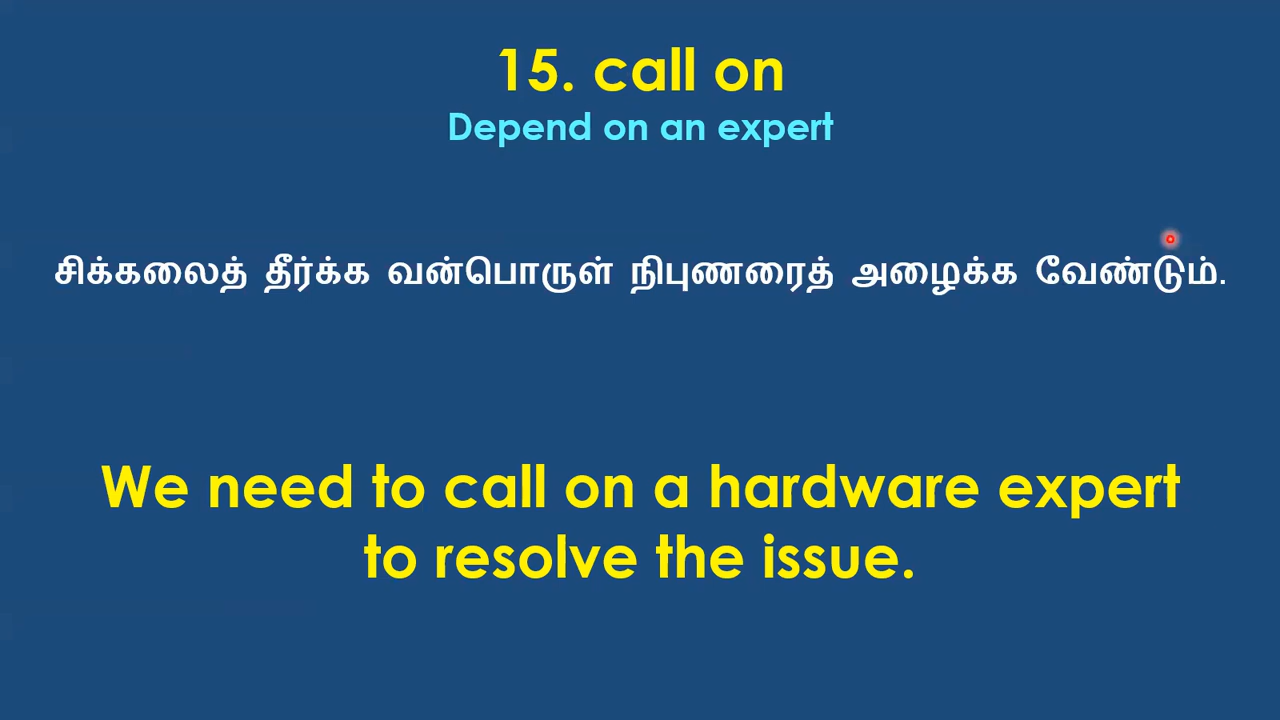 15. call on
Depend on an expert
சிக்கலைத் தீர்க்க வன்பொருள் நிபுணரைத் அழைக்க வேண்டும்.
We need to call on a hardware expert
to resolve the issue.